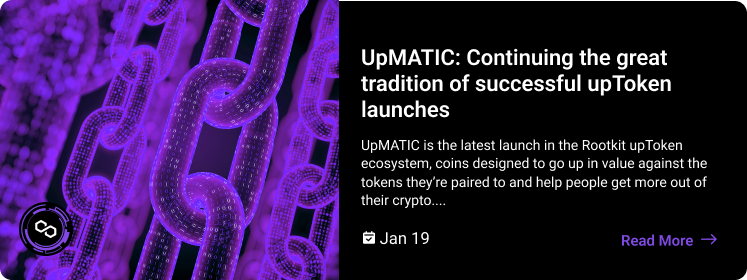 UpMATIC: Continuing the great
tradition of successful upToken
launches
UpMATIC is the latest launch in the Rootkit upToken
ecosystem, coins designed to go up in value against the
tokens they’re paired to and help people get more out of
their crypto....
Jan 19
Read More